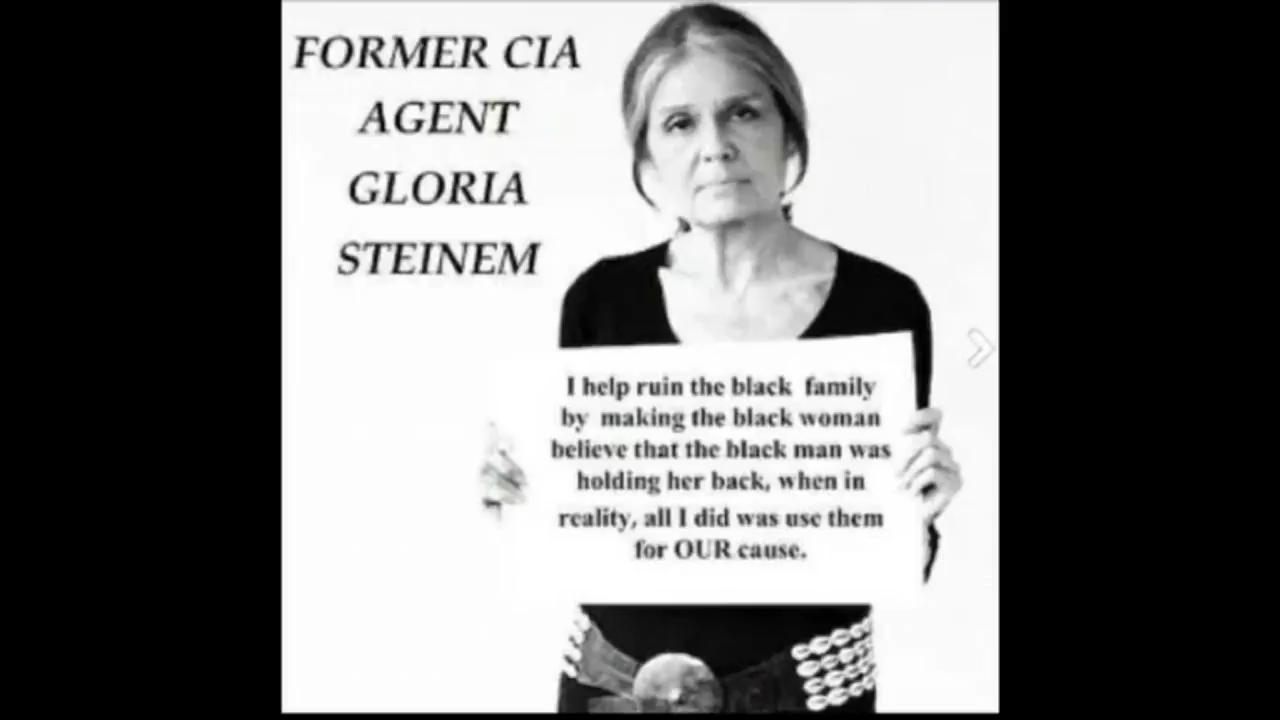 FORMER CIA
AGENT
GLORIA
STEINEM
I help ruin the black family
by making the black woman
believe that the black man was
holding her back, when in
reality, all I did was use them
for OUR cause.